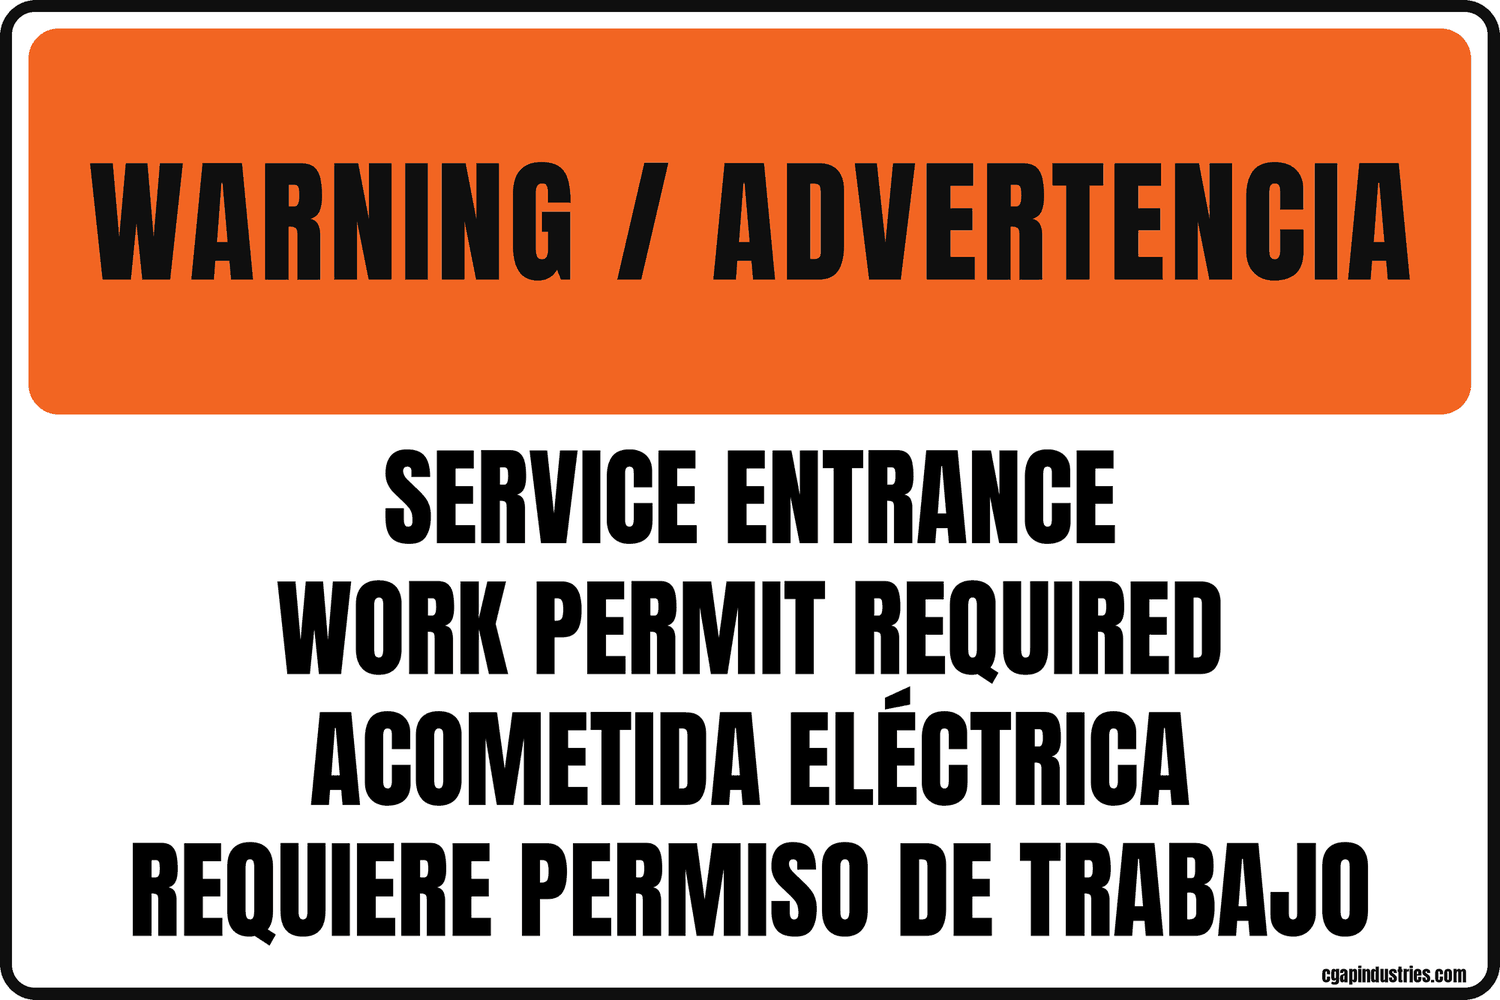 WARNING / ADVERTENCIA
SERVICE ENTRANCE
WORK PERMIT REQUIRED
ACOMETIDA ELÉCTRICA
REQUIERE PERMISO DE TRABAJO
cgapindustries.com